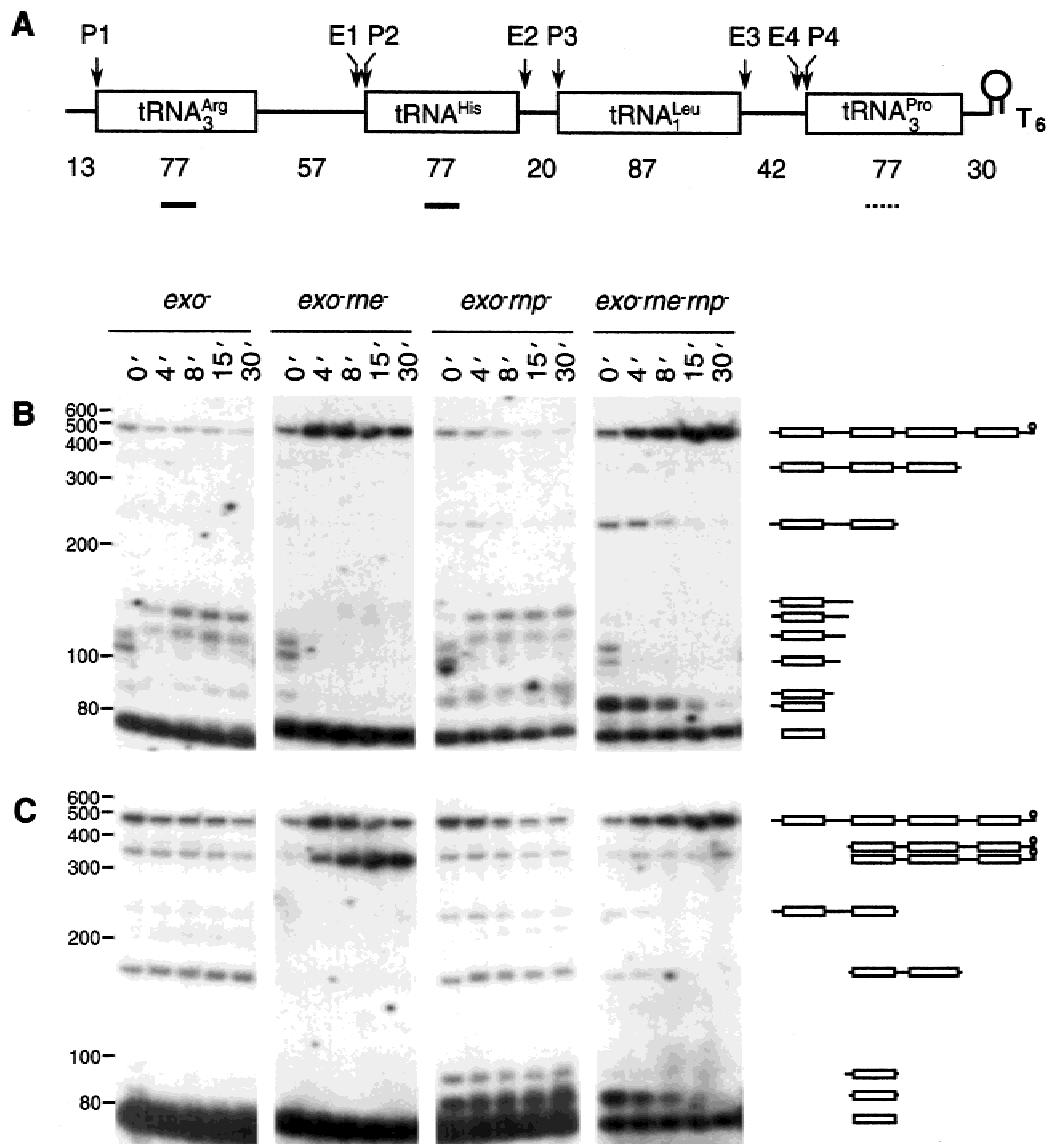 A
P1 E1 P2 E2 P3 E3 E4 P4
tRNA₃ᴬʳᵍ tRNAᴴⁱˢ tRNA₁ᴸᵉᵘ tRNA₃ᴾʳᵒ T₆
13 77 57 77 20 87 42 77 30
exo⁻ exo⁻rne⁻ exo⁻rnp⁻ exo⁻rne⁻rnp⁻
0′ 4′ 8′ 15′ 30′ 0′ 4′ 8′ 15′ 30′ 0′ 4′ 8′ 15′ 30′ 0′ 4′ 8′ 15′ 30′
B
600
500
400
300
200
100
80
C
600
500
400
300
200
100
80